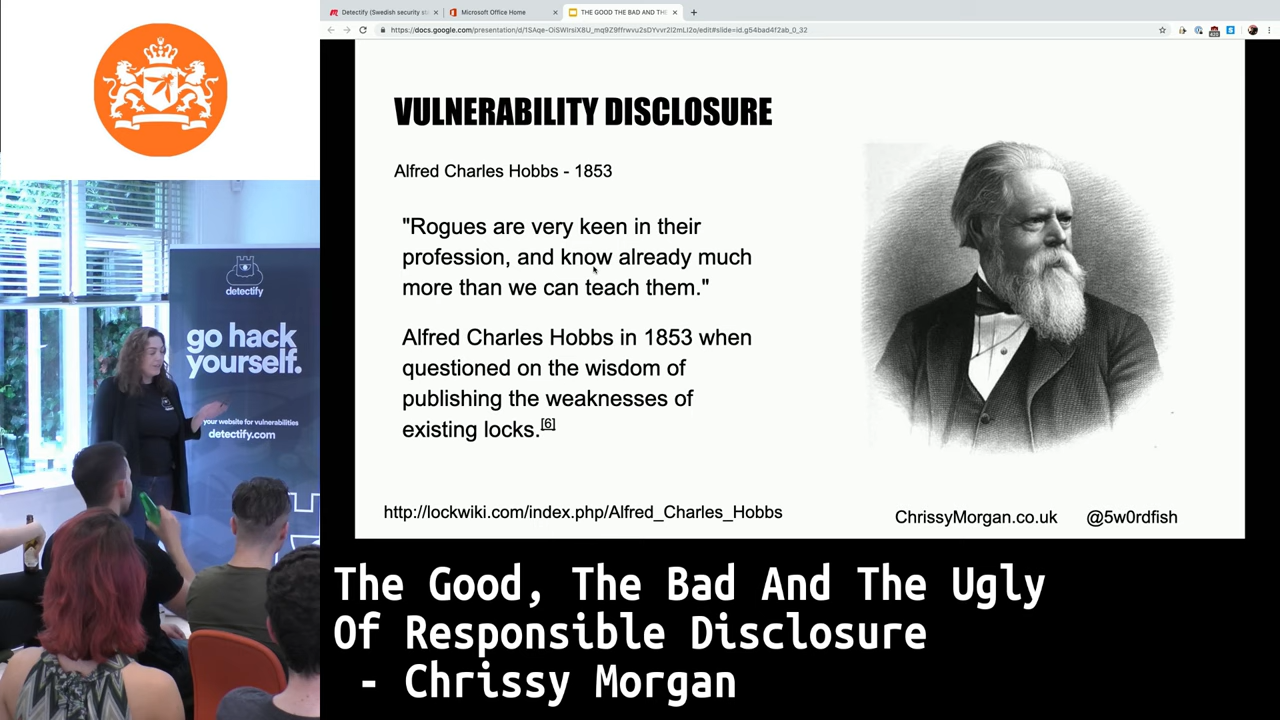 Detectify (Swedish security st
Microsoft Office Home
THE GOOD THE BAD AND THE
VULNERABILITY DISCLOSURE
Alfred Charles Hobbs - 1853
"Rogues are very keen in their
profession, and know already much
more than we can teach them."
Alfred Charles Hobbs in 1853 when
questioned on the wisdom of
publishing the weaknesses of
existing locks.[6]
http://lockwiki.com/index.php/Alfred_Charles_Hobbs
ChrissyMorgan.co.uk @5w0rdfish
detectify
go hack
yourself.
your website for vulnerabilities
detectify.com
The Good, The Bad And The Ugly
Of Responsible Disclosure
- Chrissy Morgan